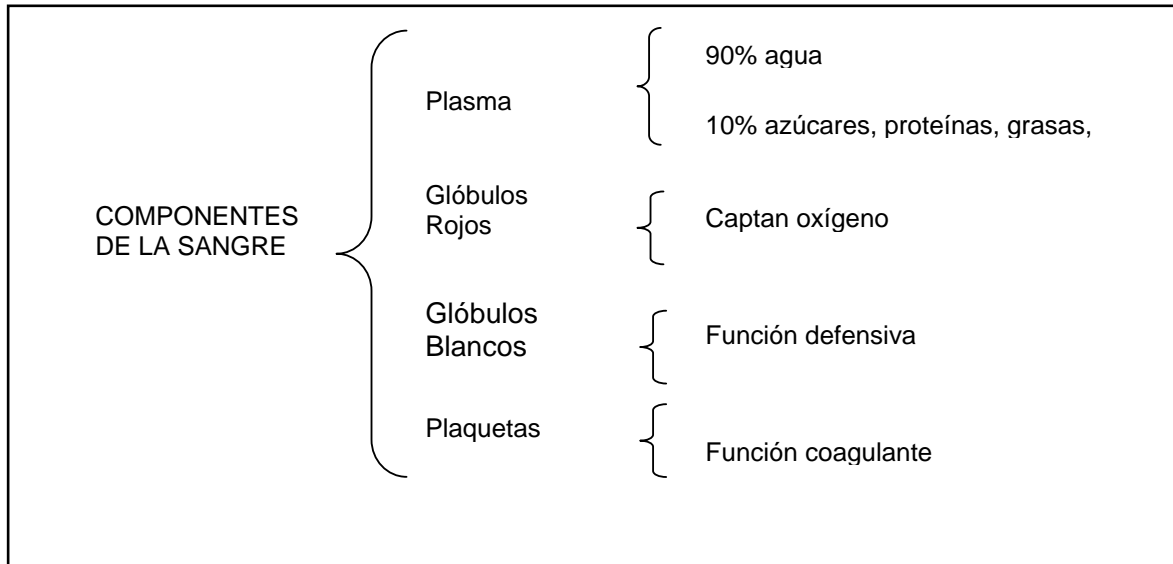 COMPONENTES
DE LA SANGRE
Plasma
90% agua
10% azúcares, proteínas, grasas,
Glóbulos
Rojos
Captan oxígeno
Glóbulos
Blancos
Función defensiva
Plaquetas
Función coagulante